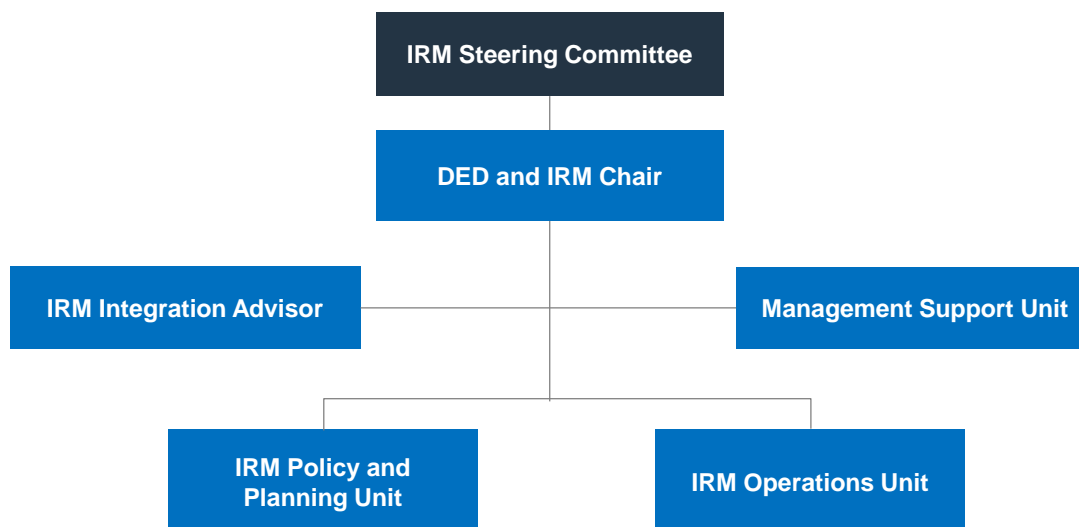 IRM Steering Committee
DED and IRM Chair
IRM Integration Advisor
Management Support Unit
IRM Policy and
Planning Unit
IRM Operations Unit